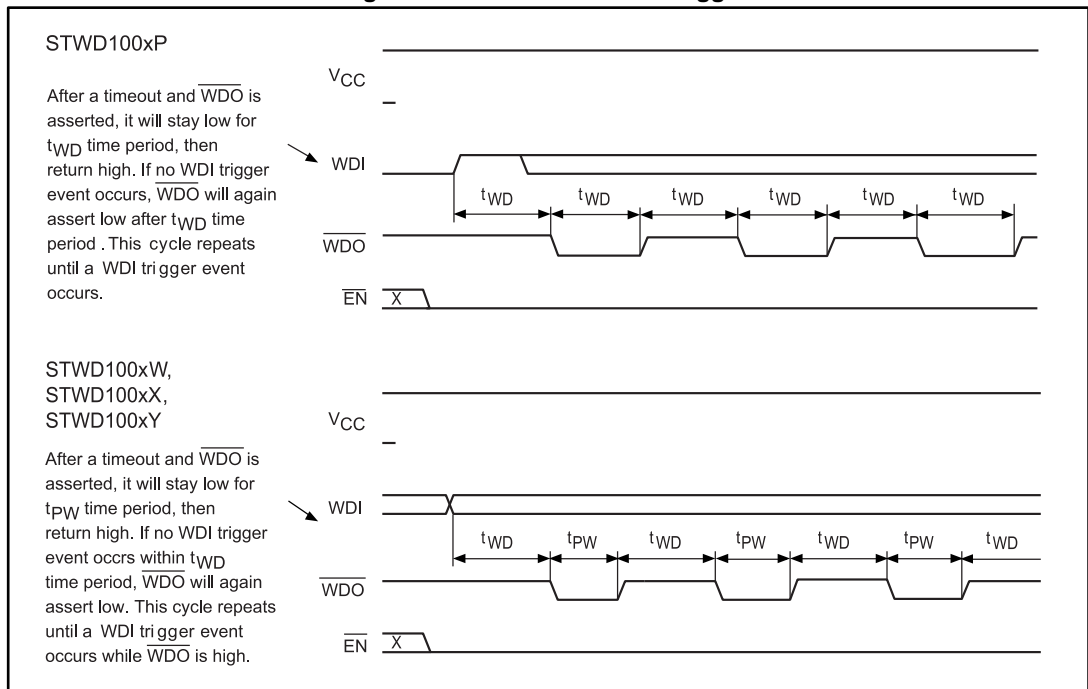 STWD100xP
After a timeout and WDO is
asserted, it will stay low for
tWD time period, then
return high. If no WDI trigger
event occurs, WDO will again
assert low after tWD time
period . This cycle repeats
until a WDI trigger event
occurs.
VCC
WDI
tWD tWD tWD tWD tWD tWD
WDO
EN X
STWD100xW,
STWD100xX,
STWD100xY
After a timeout and WDO is
asserted, it will stay low for
tPW time period, then
return high. If no WDI trigger
event occrs within tWD
time period, WDO will again
assert low. This cycle repeats
until a WDI trigger event
occurs while WDO is high.
VCC
WDI
tWD tPW tWD tPW tWD tPW tWD
WDO
EN X